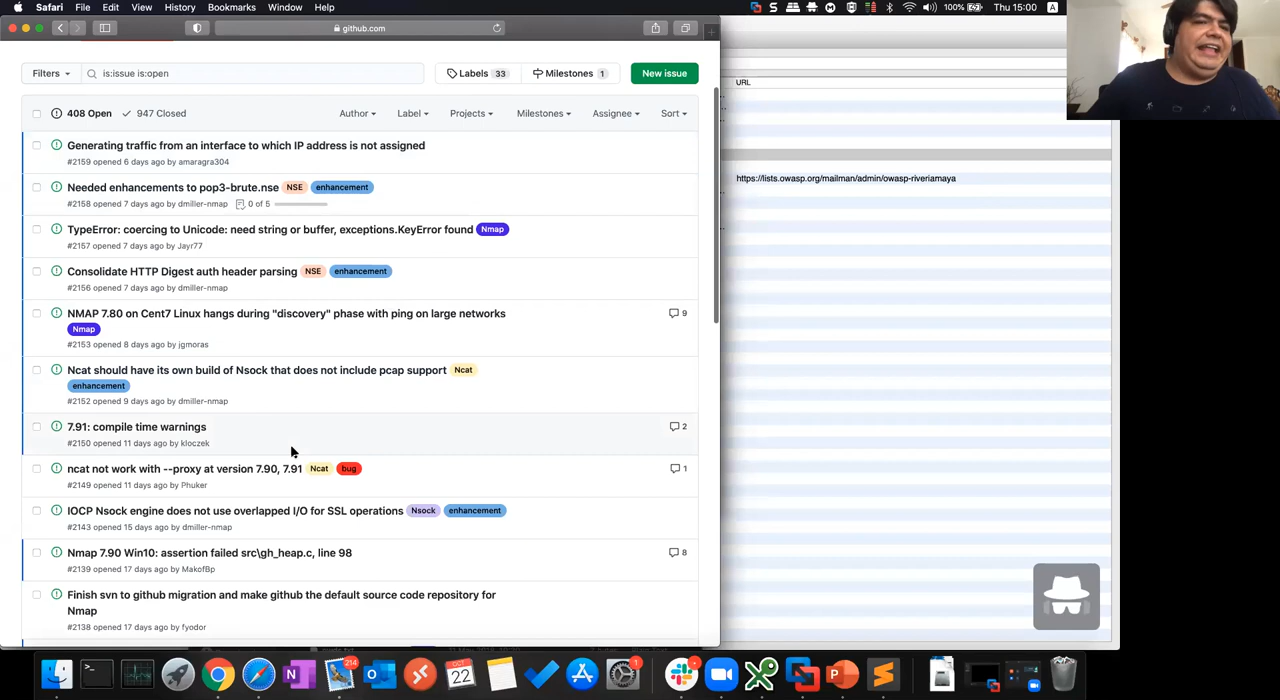 Safari File Edit View History Bookmarks Window Help 100% Thu 15:00 A
github.com
Filters is:issue is:open Labels 33 Milestones 1 New issue
408 Open 947 Closed Author Label Projects Milestones Assignee Sort
Generating traffic from an interface to which IP address is not assigned
#2159 opened 6 days ago by amaragra304
Needed enhancements to pop3-brute.nse NSE enhancement
#2158 opened 7 days ago by dmiller-nmap 0 of 5
TypeError: coercing to Unicode: need string or buffer, exceptions.KeyError found Nmap
#2157 opened 7 days ago by Jayr77
Consolidate HTTP Digest auth header parsing NSE enhancement
#2156 opened 7 days ago by dmiller-nmap
NMAP 7.80 on Cent7 Linux hangs during "discovery" phase with ping on large networks 9
Nmap
#2153 opened 8 days ago by jgmoras
Ncat should have its own build of Nsock that does not include pcap support Ncat
enhancement
#2152 opened 9 days ago by dmiller-nmap
7.91: compile time warnings 2
#2150 opened 11 days ago by kloczek
ncat not work with --proxy at version 7.90, 7.91 Ncat bug 1
#2149 opened 11 days ago by Phuker
IOCP Nsock engine does not use overlapped I/O for SSL operations Nsock enhancement
#2143 opened 15 days ago by dmiller-nmap
Nmap 7.90 Win10: assertion failed src\gh_heap.c, line 98 8
#2139 opened 17 days ago by MakofBp
Finish svn to github migration and make github the default source code repository for
Nmap
#2138 opened 17 days ago by fyodor
URL
https://lists.owasp.org/mailman/admin/owasp-riveriamaya
214
OCT
22
1